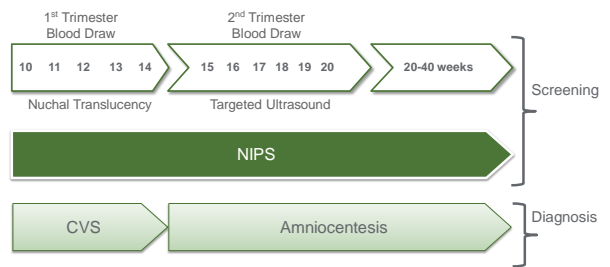 1st Trimester
Blood Draw
2nd Trimester
Blood Draw
10 11 12 13 14
15 16 17 18 19 20
20-40 weeks
Nuchal Translucency
Targeted Ultrasound
Screening
NIPS
CVS
Amniocentesis
Diagnosis